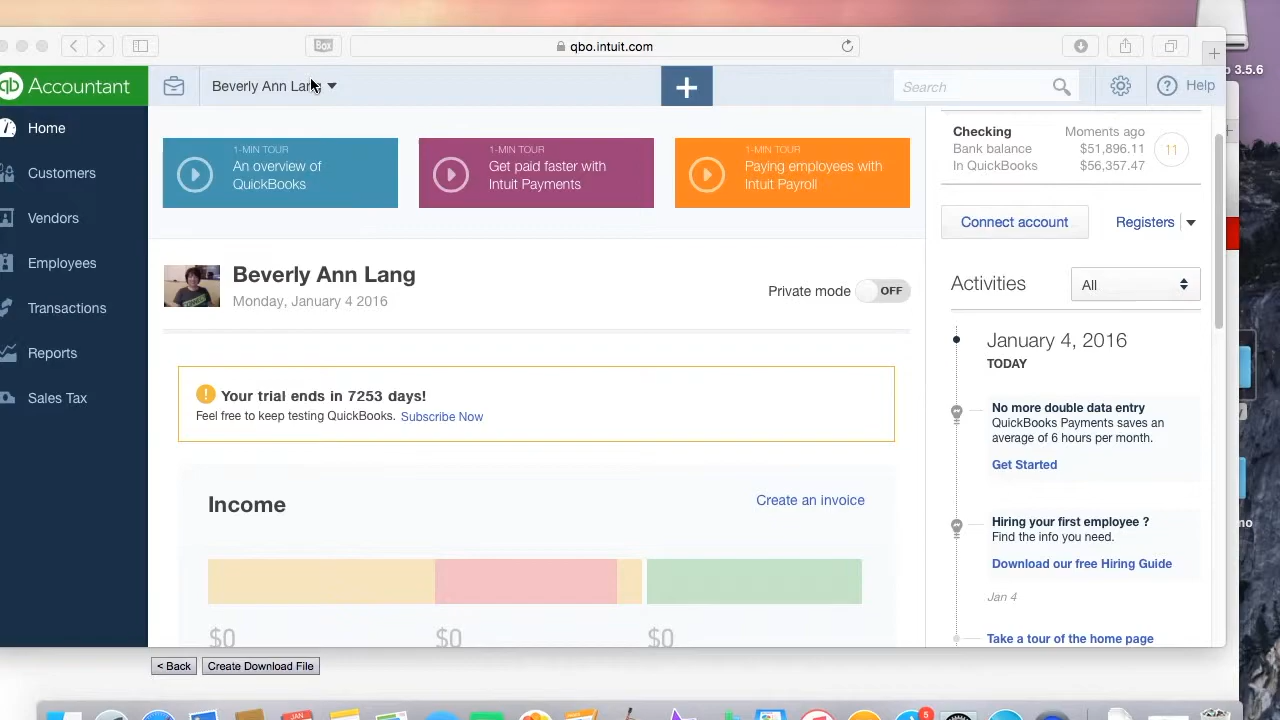 Box
qbo.intuit.com
3.5.6
qb Accountant
Beverly Ann Lang
Search
Help
Home
Customers
Vendors
Employees
Transactions
Reports
Sales Tax
1-MIN TOUR
An overview of
QuickBooks
1-MIN TOUR
Get paid faster with
Intuit Payments
1-MIN TOUR
Paying employees with
Intuit Payroll
Beverly Ann Lang
Monday, January 4 2016
Private mode OFF
! Your trial ends in 7253 days!
Feel free to keep testing QuickBooks. Subscribe Now
Income
Create an invoice
$0 $0 $0
Checking Moments ago
Bank balance $51,896.11
In QuickBooks $56,357.47
11
Connect account
Registers
Activities
All
January 4, 2016
TODAY
No more double data entry
QuickBooks Payments saves an
average of 6 hours per month.
Get Started
Hiring your first employee ?
Find the info you need.
Download our free Hiring Guide
Jan 4
Take a tour of the home page
< Back
Create Download File
JAN
5